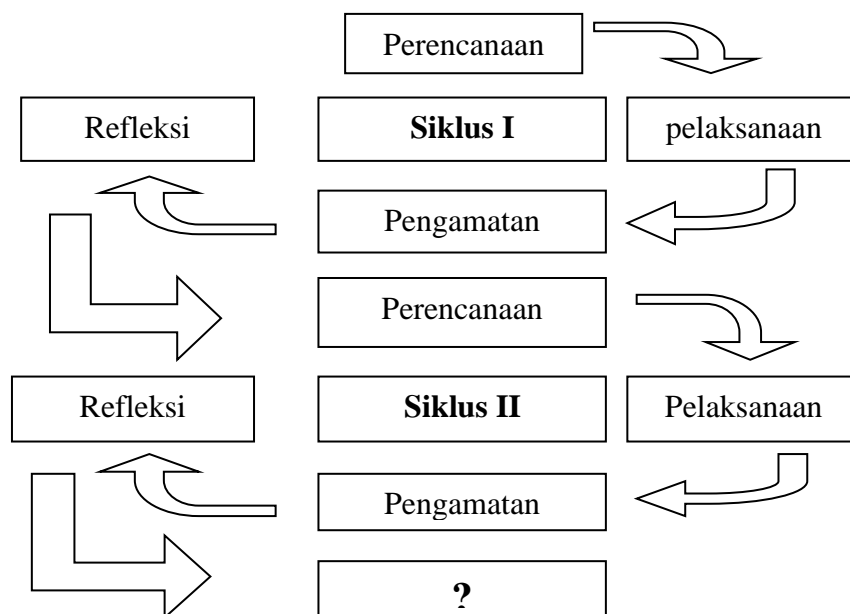 Perencanaan
Refleksi
Siklus I
pelaksanaan
Pengamatan
Perencanaan
Refleksi
Siklus II
Pelaksanaan
Pengamatan
?